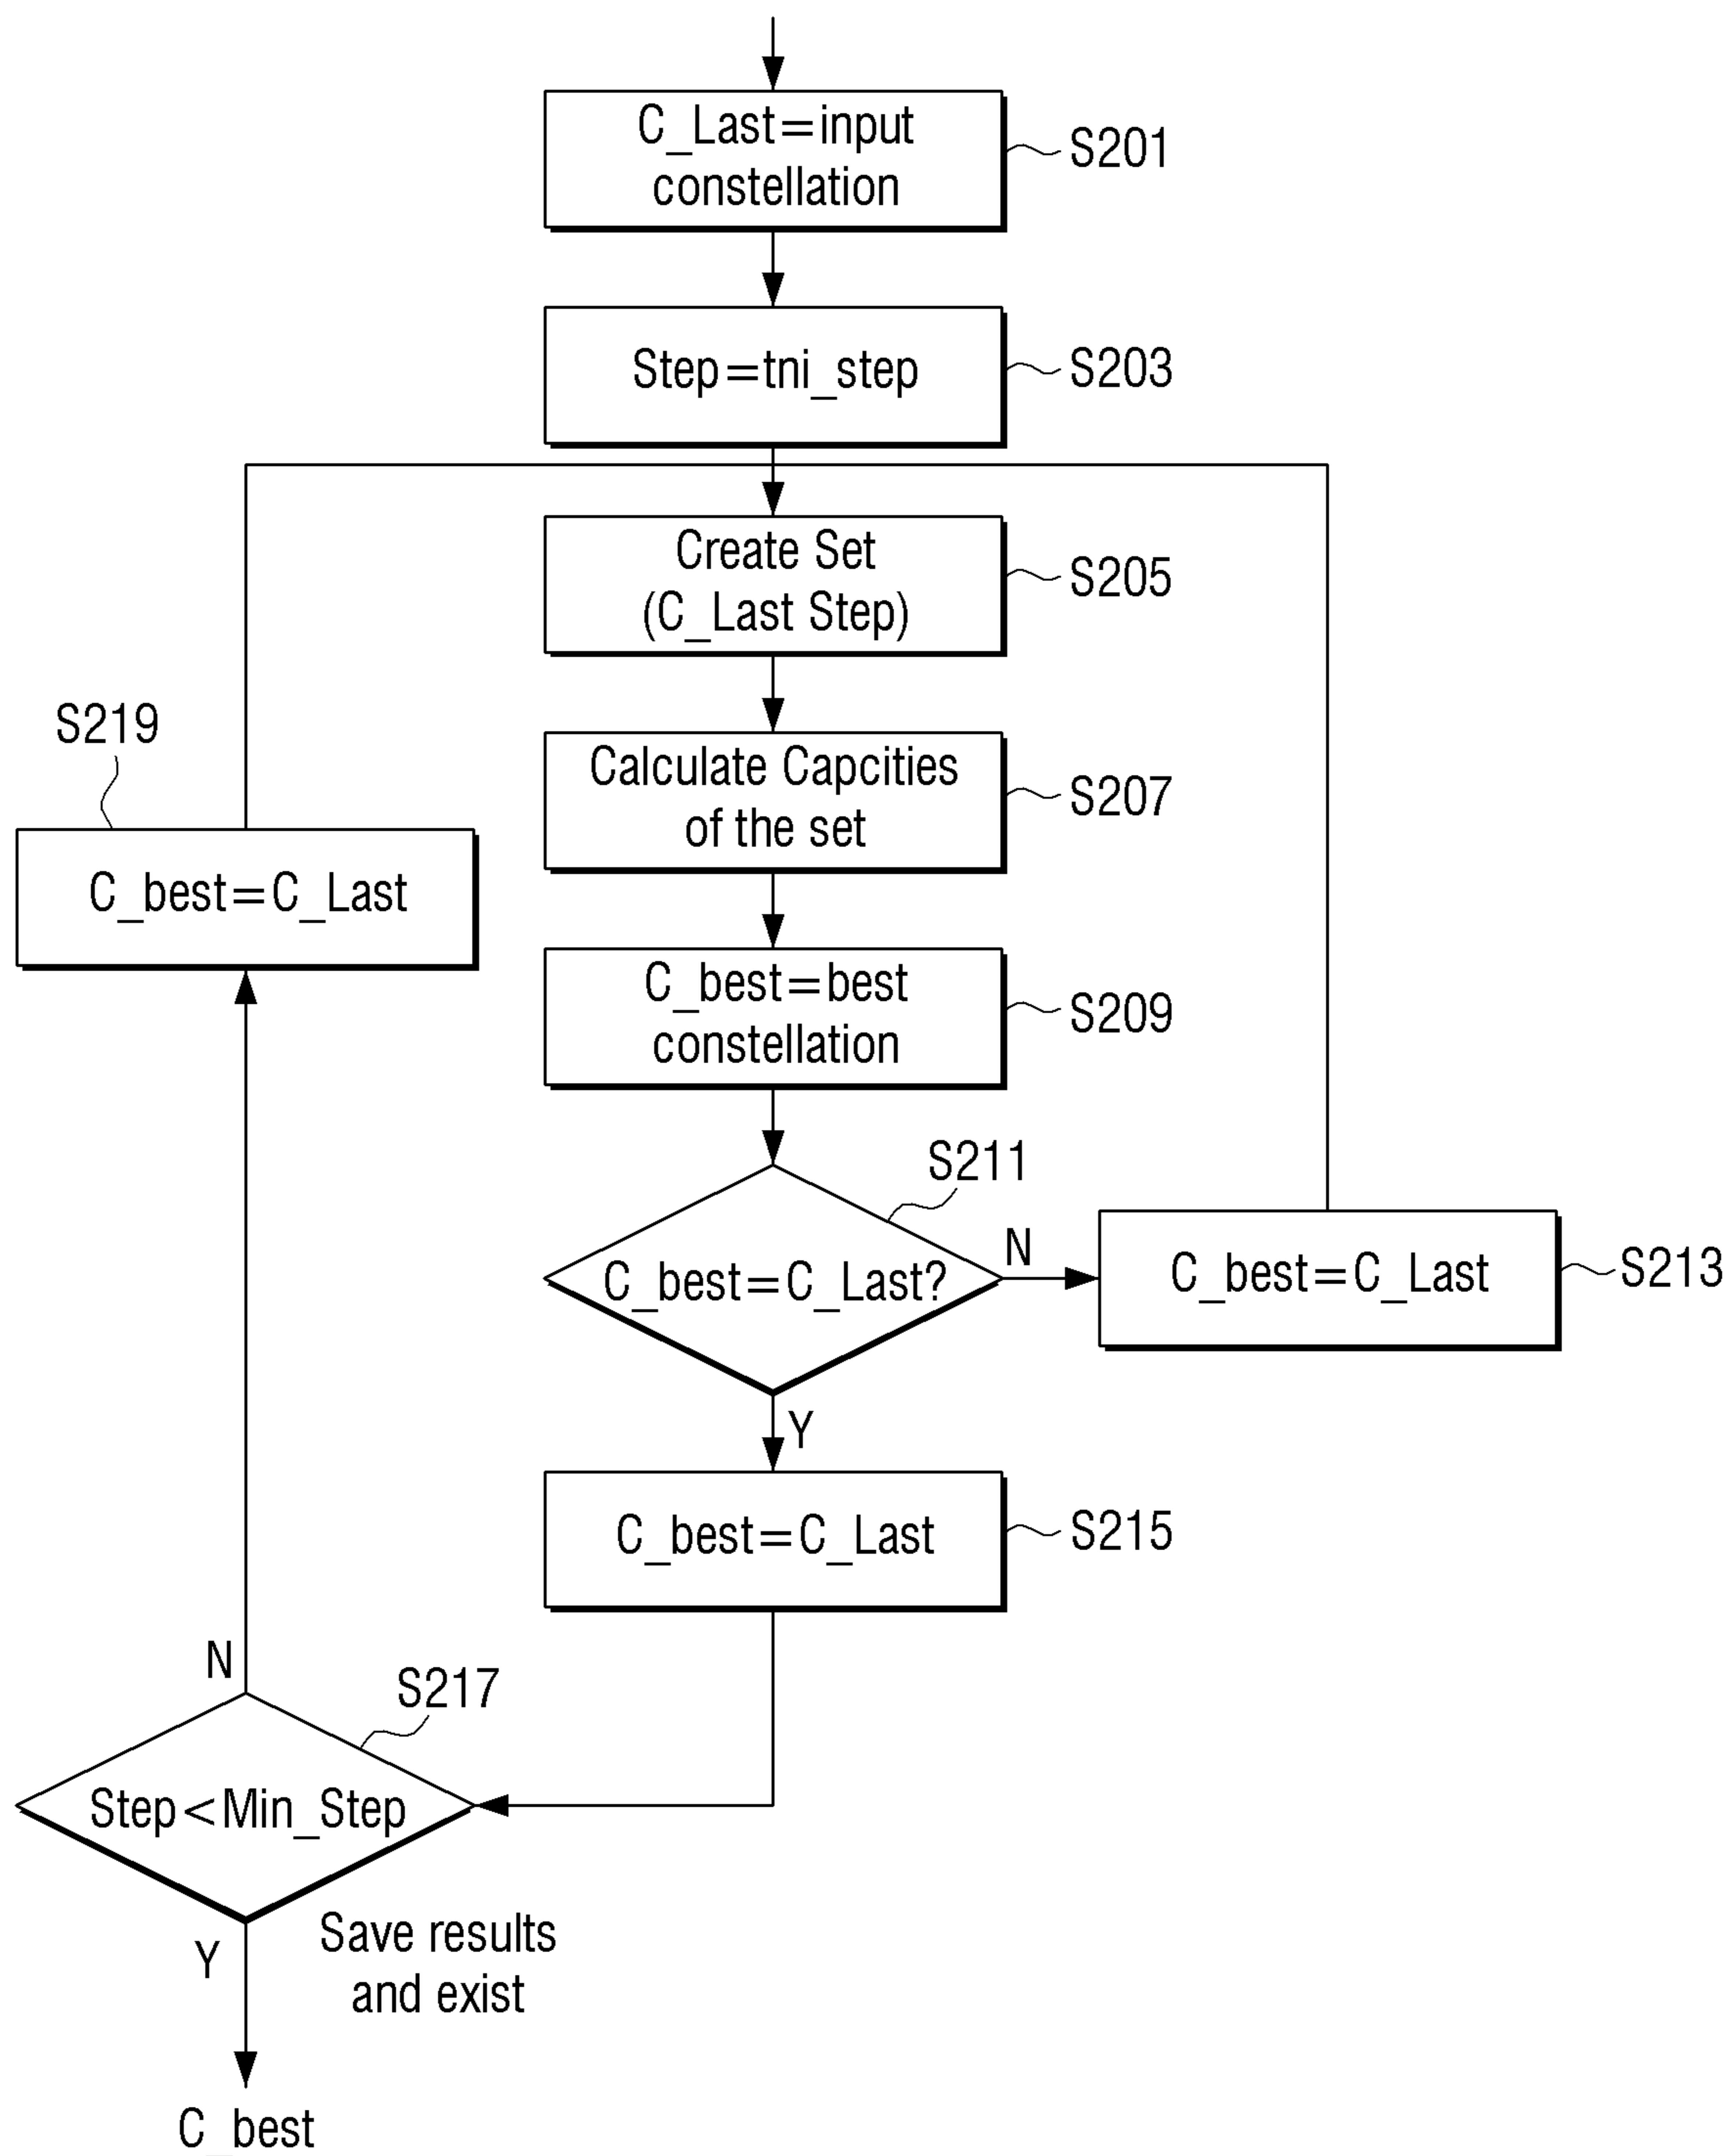 C_Last=input
constellation
S201
Step=tni_step
S203
Create Set
(C_Last Step)
S205
Calculate Capcities
of the set
S207
S219
C_best=C_Last
C_best=best
constellation
S209
S211
C_best=C_Last?
N
C_best=C_Last
S213
Y
C_best=C_Last
S215
N
S217
Step<Min_Step
Y
Save results
and exist
C_best